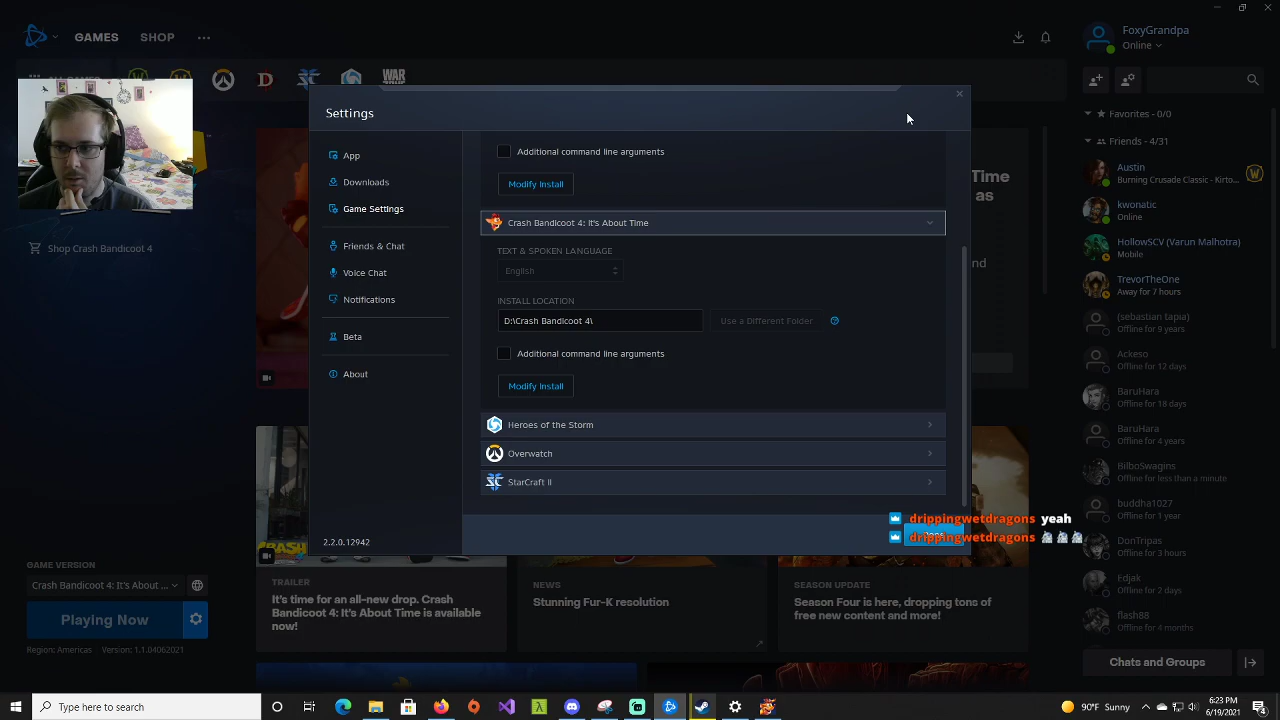 GAMES
SHOP
FoxyGrandpa
Online
ALL GAMES
WAR
Settings
App
Downloads
Game Settings
Friends & Chat
Voice Chat
Notifications
Beta
About
2.2.0.12942
Additional command line arguments
Modify Install
Crash Bandicoot 4: It's About Time
TEXT & SPOKEN LANGUAGE
English
INSTALL LOCATION
D:\Crash Bandicoot 4\
Use a Different Folder
Additional command line arguments
Modify Install
Heroes of the Storm
Overwatch
StarCraft II
drippingwetdragons yeah
drippingwetdragons
Time
as
nd
Shop Crash Bandicoot 4
GAME VERSION
Crash Bandicoot 4: It's About ...
Playing Now
Region: Americas Version: 1.1.04062021
TRAILER
It's time for an all-new drop. Crash
Bandicoot 4: It's About Time is available
now!
NEWS
Stunning Fur-K resolution
SEASON UPDATE
Season Four is here, dropping tons of
free new content and more!
Favorites - 0/0
Friends - 4/31
Austin
Burning Crusade Classic - Kirto...
kwonatic
Online
HollowSCV (Varun Malhotra)
Mobile
TrevorTheOne
Away for 7 hours
(sebastian tapia)
Offline for 9 years
Ackeso
Offline for 12 days
BaruHara
Offline for 18 days
BaruHara
Offline for 4 years
BilboSwagins
Offline for less than a minute
buddha1027
Offline for 1 year
DonTripas
Offline for 3 hours
Edjak
Offline for 2 days
flash88
Offline for 4 months
Chats and Groups
Type here to search
90°F Sunny
6:23 PM
6/19/2021